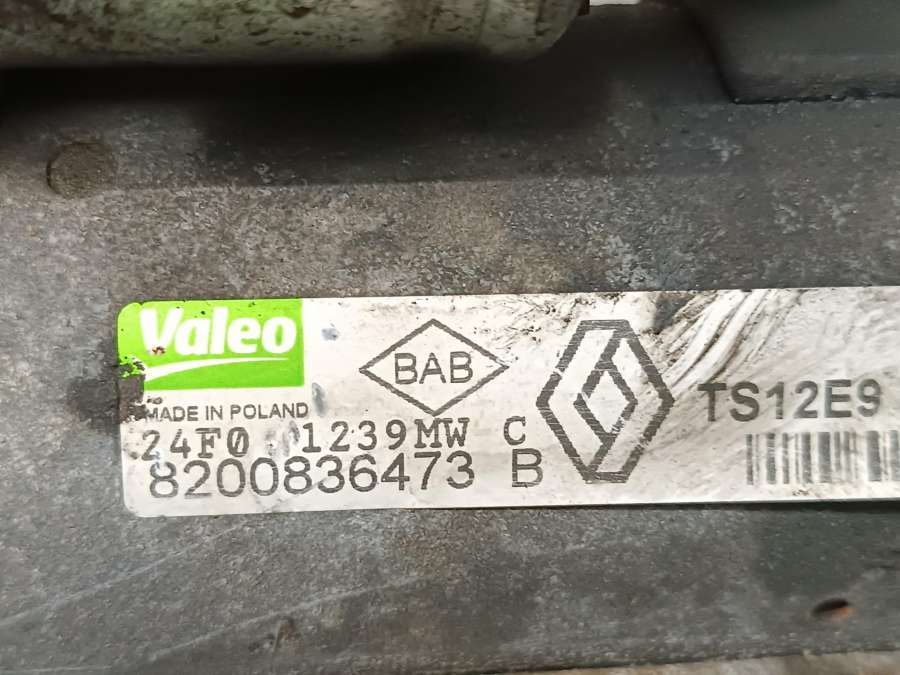 Valeo
BAB
MADE IN POLAND
TS12E9
24F0 1239MW C
8200836473 B